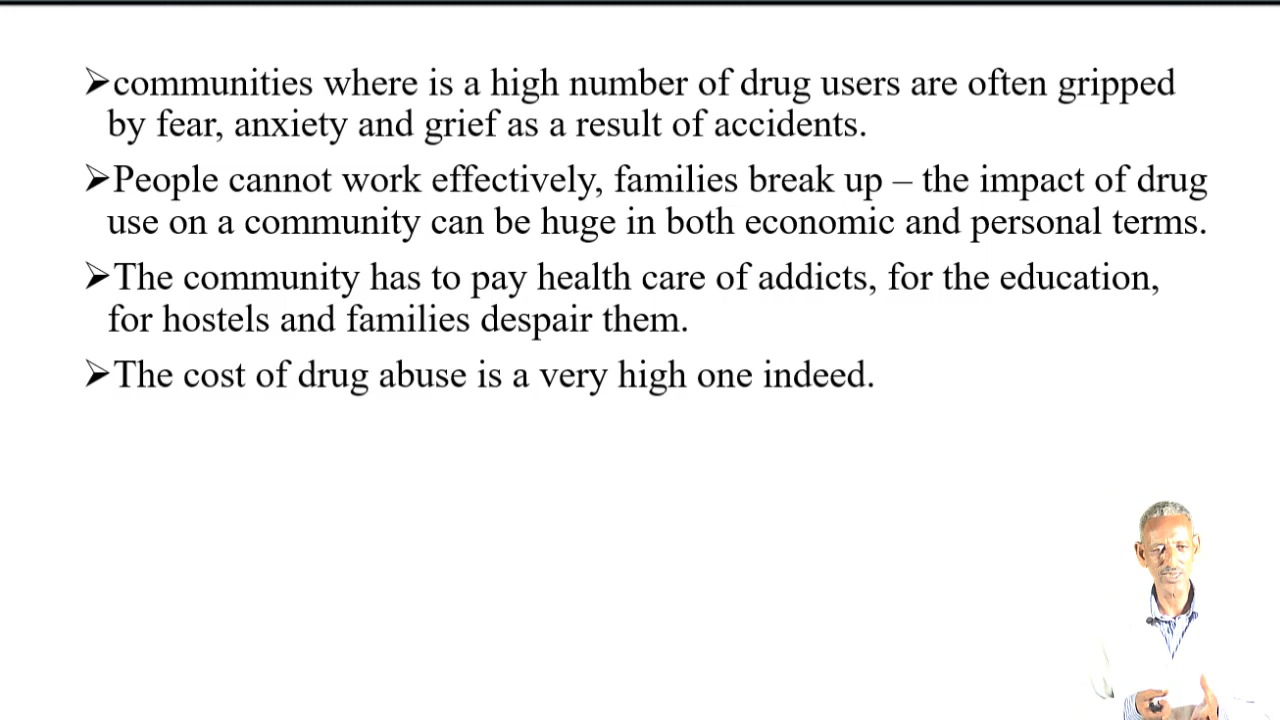 ➢communities where is a high number of drug users are often gripped
by fear, anxiety and grief as a result of accidents.
➢People cannot work effectively, families break up – the impact of drug
use on a community can be huge in both economic and personal terms.
➢The community has to pay health care of addicts, for the education,
for hostels and families despair them.
➢The cost of drug abuse is a very high one indeed.